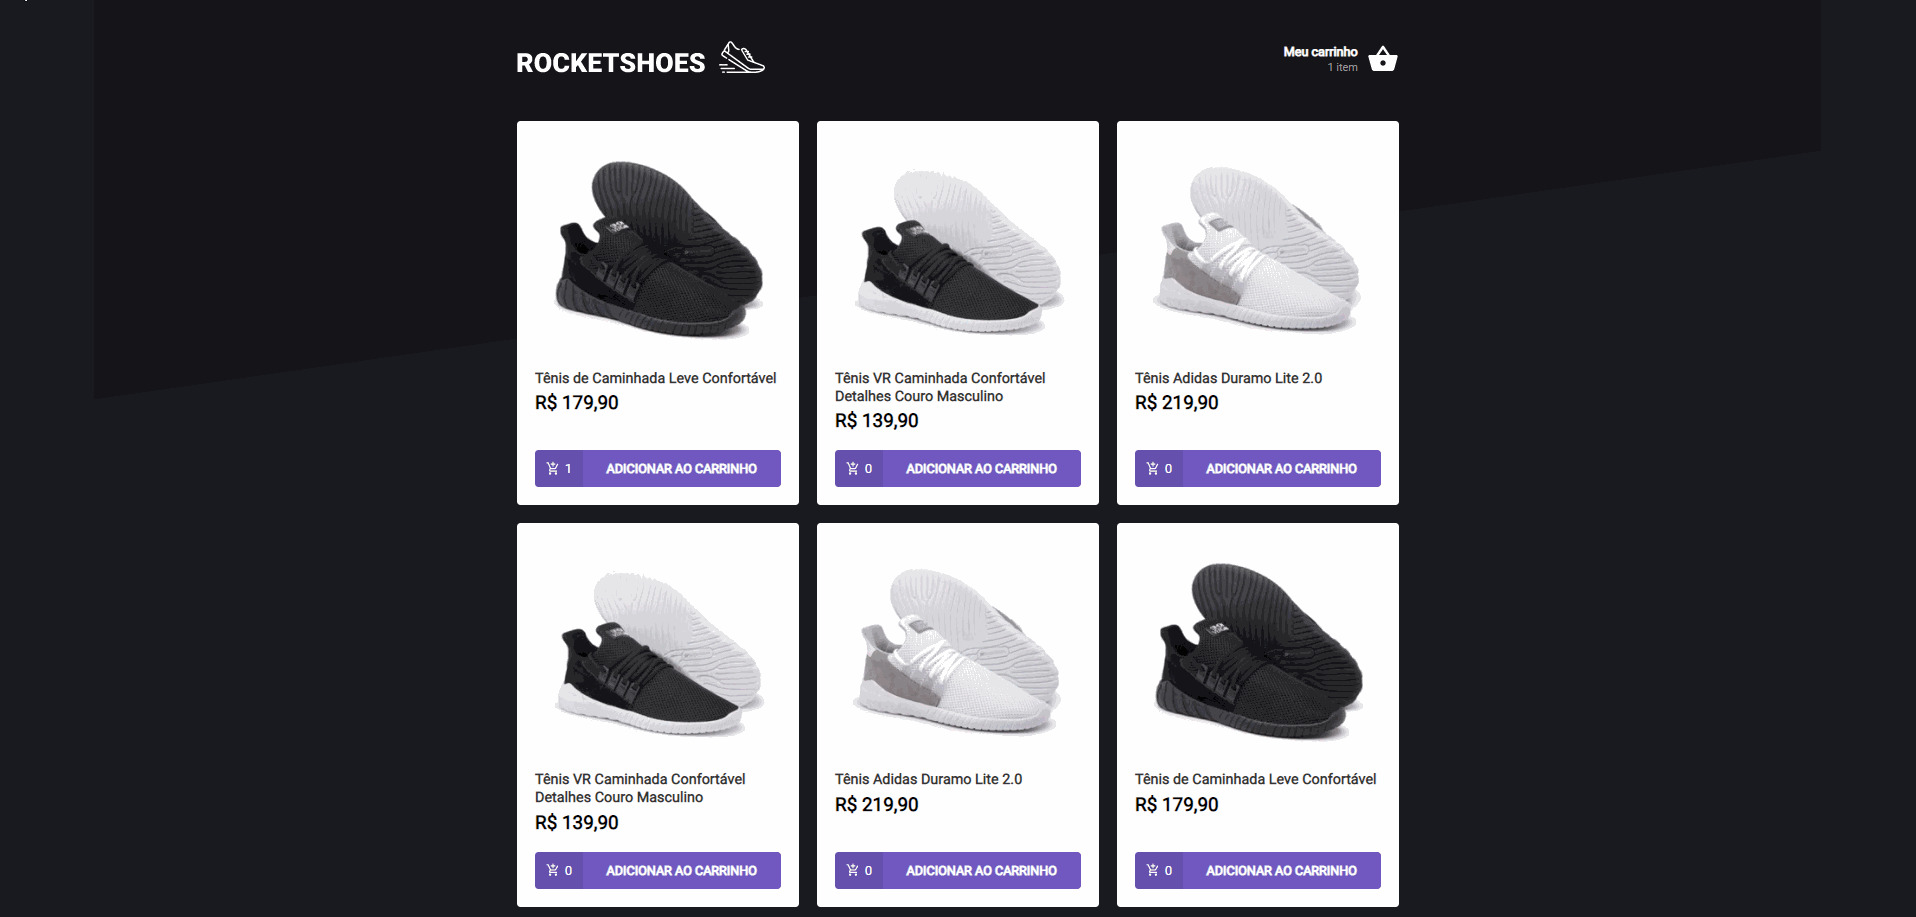 ROCKETSHOES
Meu carrinho
1 item
Tênis de Caminhada Leve Confortável
R$ 179,90
1 ADICIONAR AO CARRINHO
Tênis VR Caminhada Confortável
Detalhes Couro Masculino
R$ 139,90
0 ADICIONAR AO CARRINHO
Tênis Adidas Duramo Lite 2.0
R$ 219,90
0 ADICIONAR AO CARRINHO
Tênis VR Caminhada Confortável
Detalhes Couro Masculino
R$ 139,90
0 ADICIONAR AO CARRINHO
Tênis Adidas Duramo Lite 2.0
R$ 219,90
0 ADICIONAR AO CARRINHO
Tênis de Caminhada Leve Confortável
R$ 179,90
0 ADICIONAR AO CARRINHO